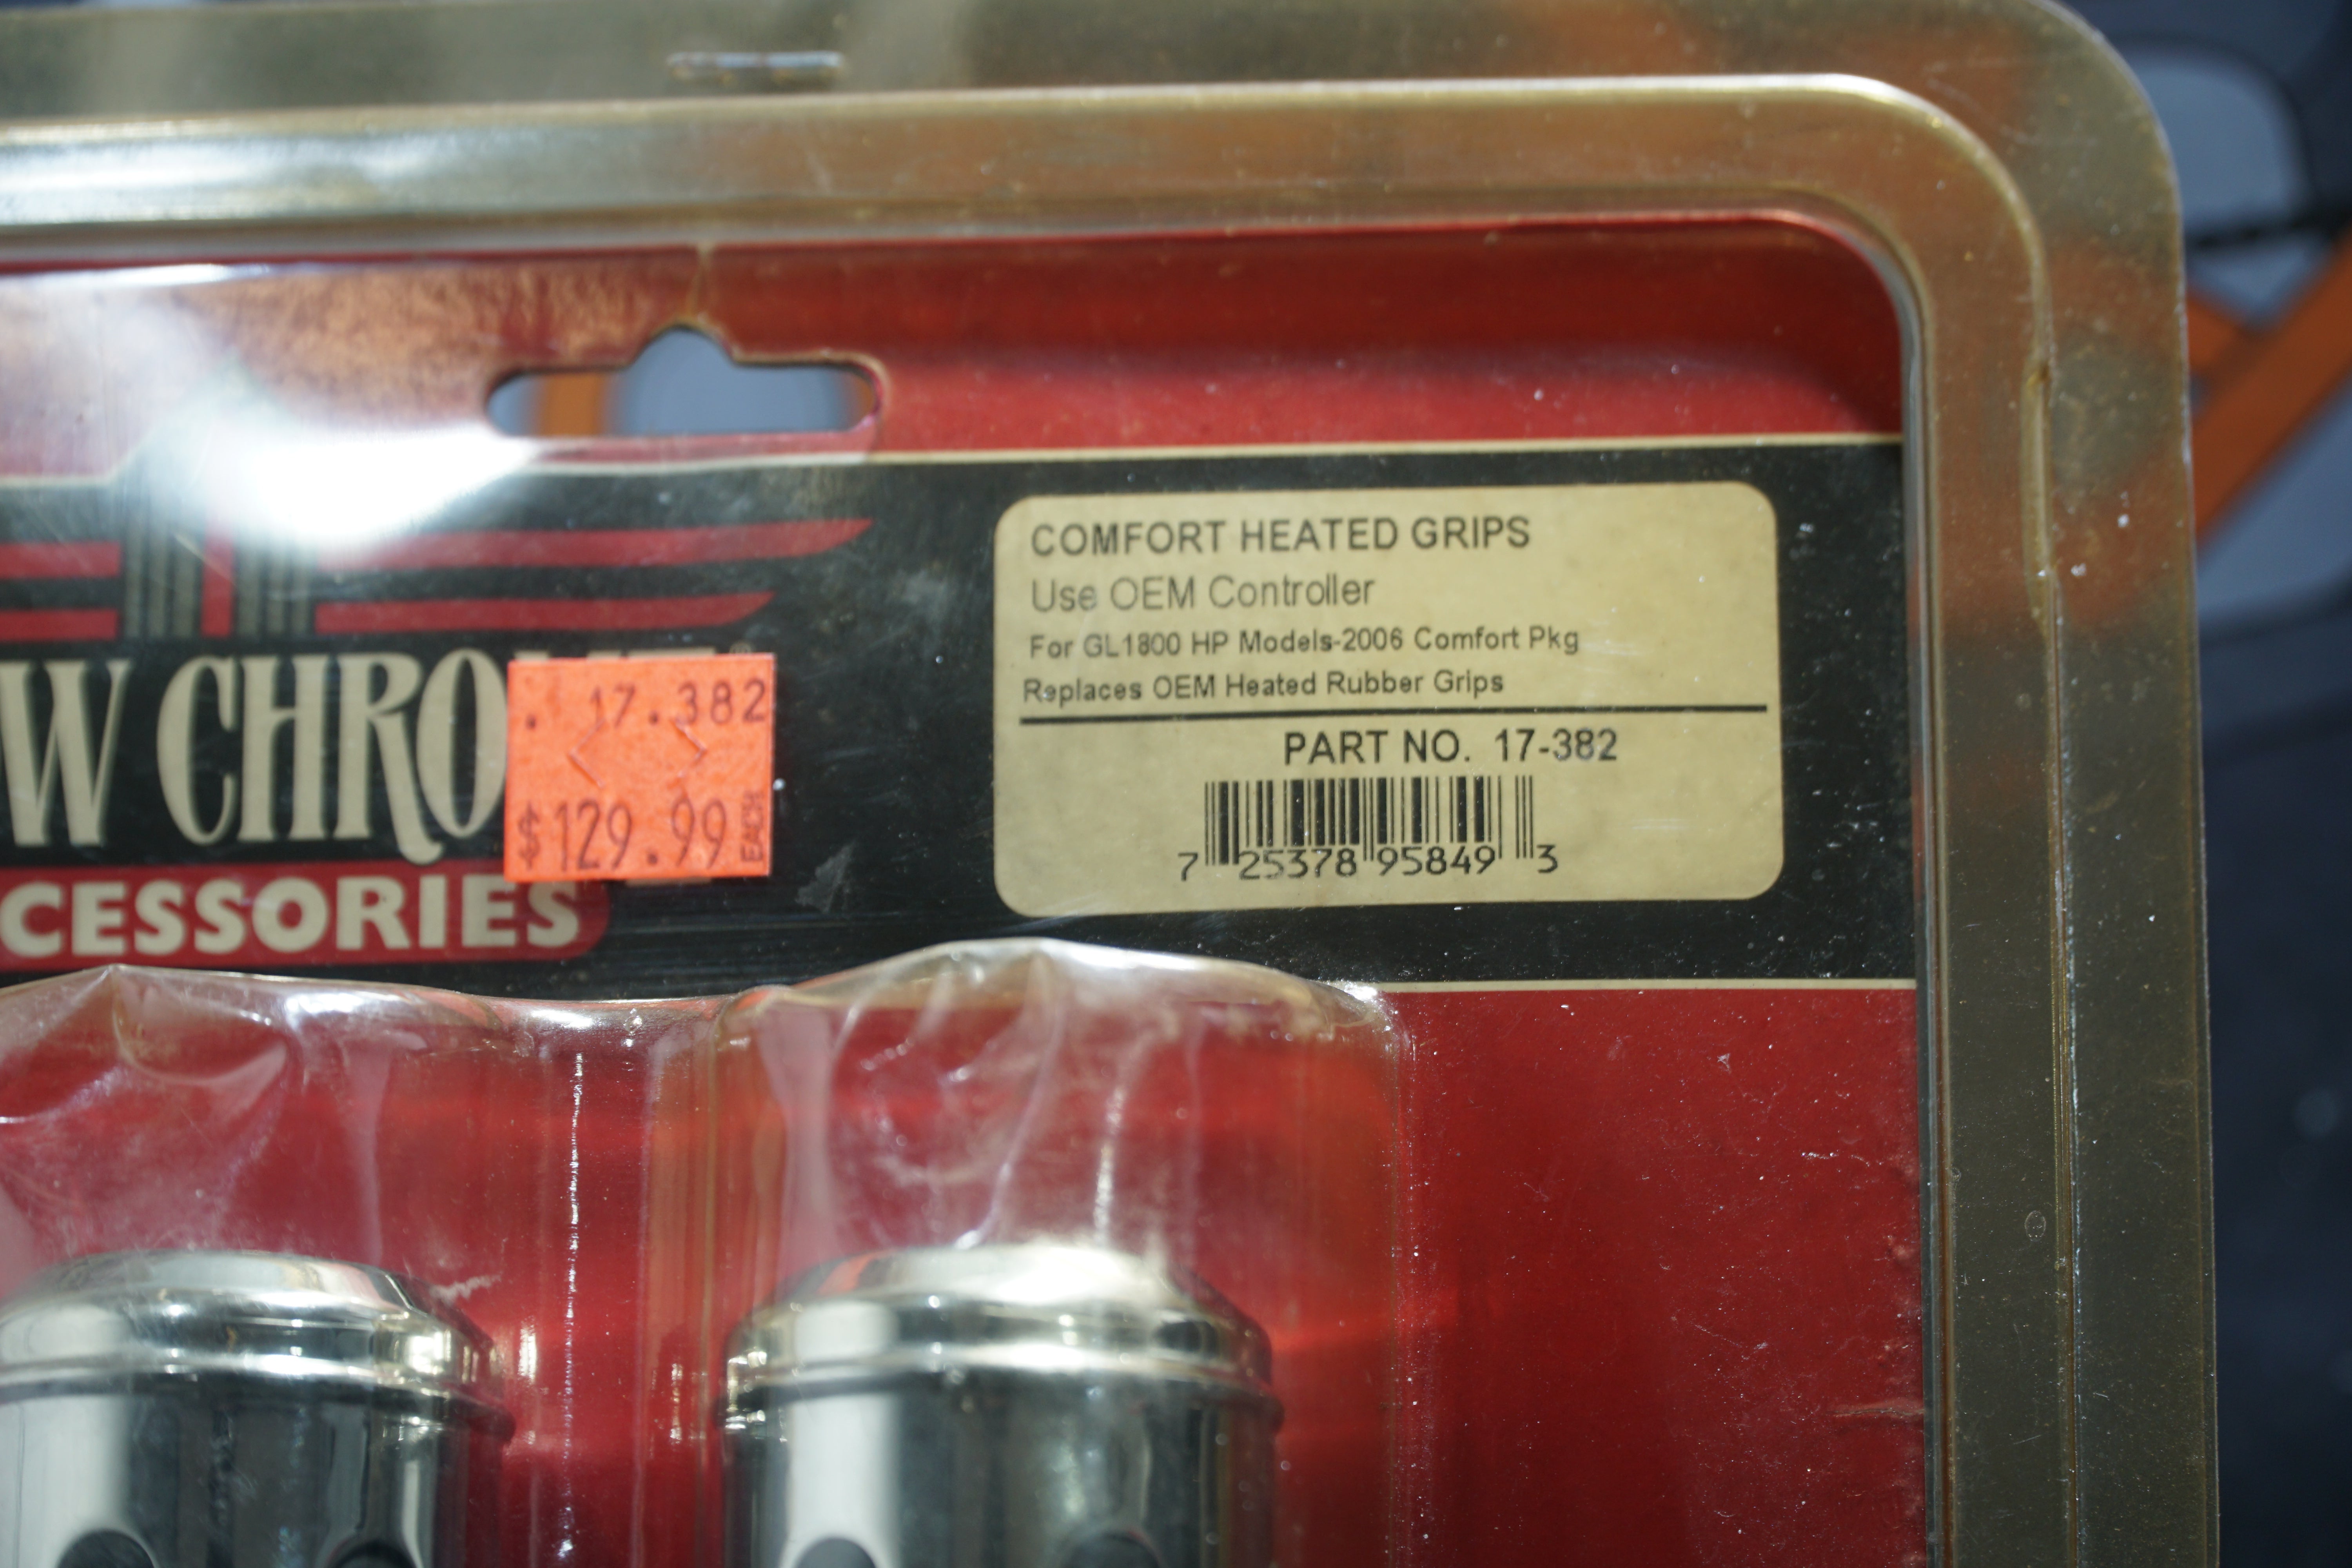 W CHRO
CESSORIES
17.382
$129.99 EACH
COMFORT HEATED GRIPS
Use OEM Controller
For GL1800 HP Models-2006 Comfort Pkg
Replaces OEM Heated Rubber Grips
PART NO. 17-382
7 25378 95849 3